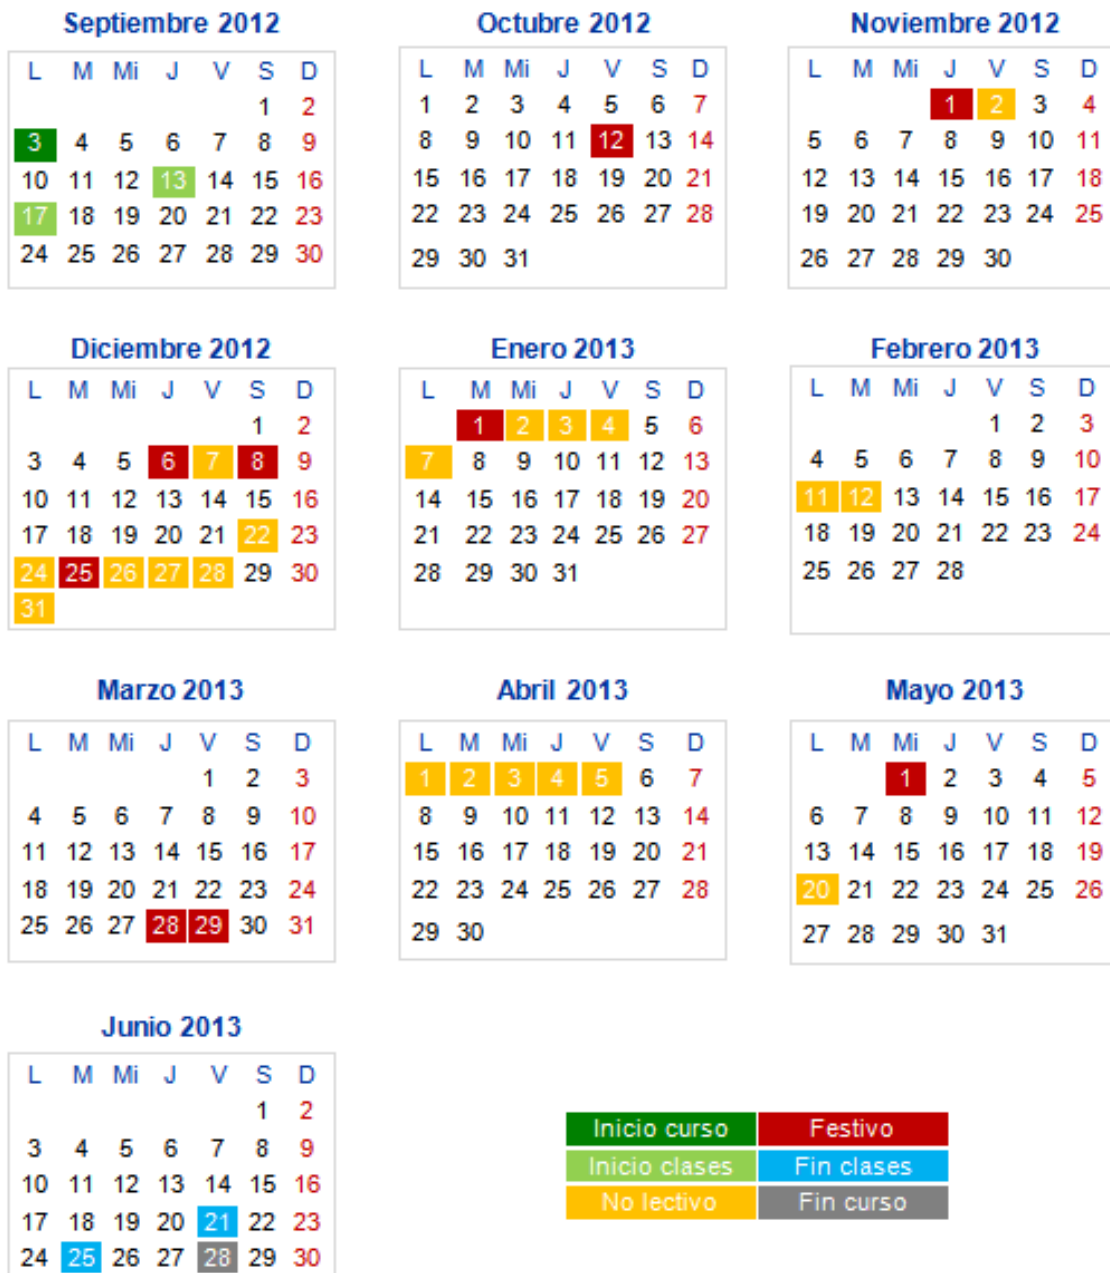 Septiembre 2012
L M Mi J V S D
1 2
3 4 5 6 7 8 9
10 11 12 13 14 15 16
17 18 19 20 21 22 23
24 25 26 27 28 29 30
Octubre 2012
L M Mi J V S D
1 2 3 4 5 6 7
8 9 10 11 12 13 14
15 16 17 18 19 20 21
22 23 24 25 26 27 28
29 30 31
Noviembre 2012
L M Mi J V S D
1 2 3 4
5 6 7 8 9 10 11
12 13 14 15 16 17 18
19 20 21 22 23 24 25
26 27 28 29 30
Diciembre 2012
L M Mi J V S D
1 2
3 4 5 6 7 8 9
10 11 12 13 14 15 16
17 18 19 20 21 22 23
24 25 26 27 28 29 30
31
Enero 2013
L M Mi J V S D
1 2 3 4 5 6
7 8 9 10 11 12 13
14 15 16 17 18 19 20
21 22 23 24 25 26 27
28 29 30 31
Febrero 2013
L M Mi J V S D
1 2 3
4 5 6 7 8 9 10
11 12 13 14 15 16 17
18 19 20 21 22 23 24
25 26 27 28
Marzo 2013
L M Mi J V S D
1 2 3
4 5 6 7 8 9 10
11 12 13 14 15 16 17
18 19 20 21 22 23 24
25 26 27 28 29 30 31
Abril 2013
L M Mi J V S D
1 2 3 4 5 6 7
8 9 10 11 12 13 14
15 16 17 18 19 20 21
22 23 24 25 26 27 28
29 30
Mayo 2013
L M Mi J V S D
1 2 3 4 5
6 7 8 9 10 11 12
13 14 15 16 17 18 19
20 21 22 23 24 25 26
27 28 29 30 31
Junio 2013
L M Mi J V S D
1 2
3 4 5 6 7 8 9
10 11 12 13 14 15 16
17 18 19 20 21 22 23
24 25 26 27 28 29 30
Inicio curso Festivo
Inicio clases Fin clases
No lectivo Fin curso